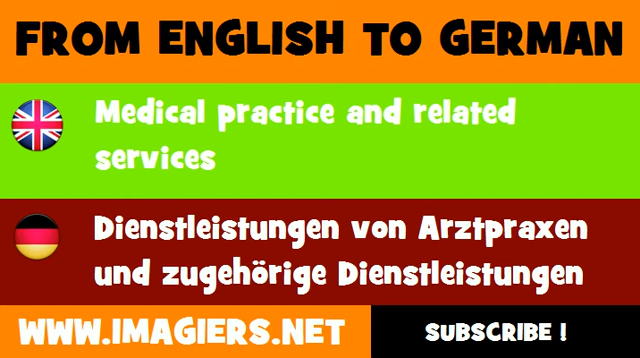 FROM ENGLISH TO GERMAN
Medical practice and related
services
Dienstleistungen von Arztpraxen
und zugehörige Dienstleistungen
WWW.IMAGIERS.NET
SUBSCRIBE !